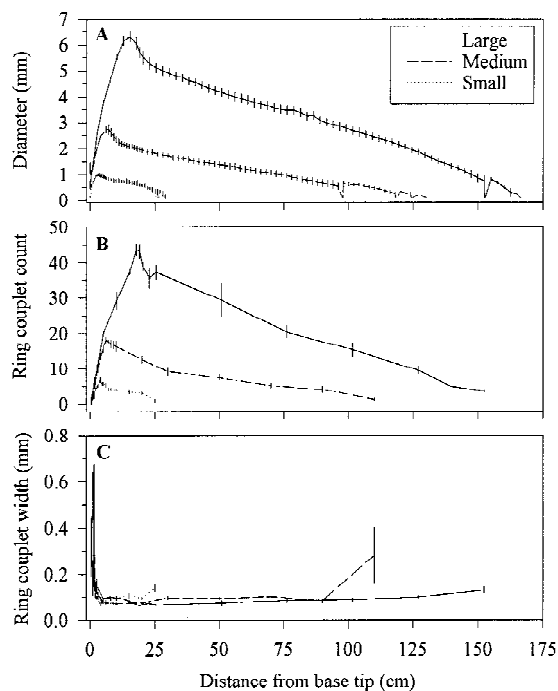 A
Large
Medium
Small
Diameter (mm)
7
6
5
4
3
2
1
0
B
Ring couplet count
50
40
30
20
10
0
C
Ring couplet width (mm)
0.8
0.6
0.4
0.2
0.0
0 25 50 75 100 125 150 175
Distance from base tip (cm)